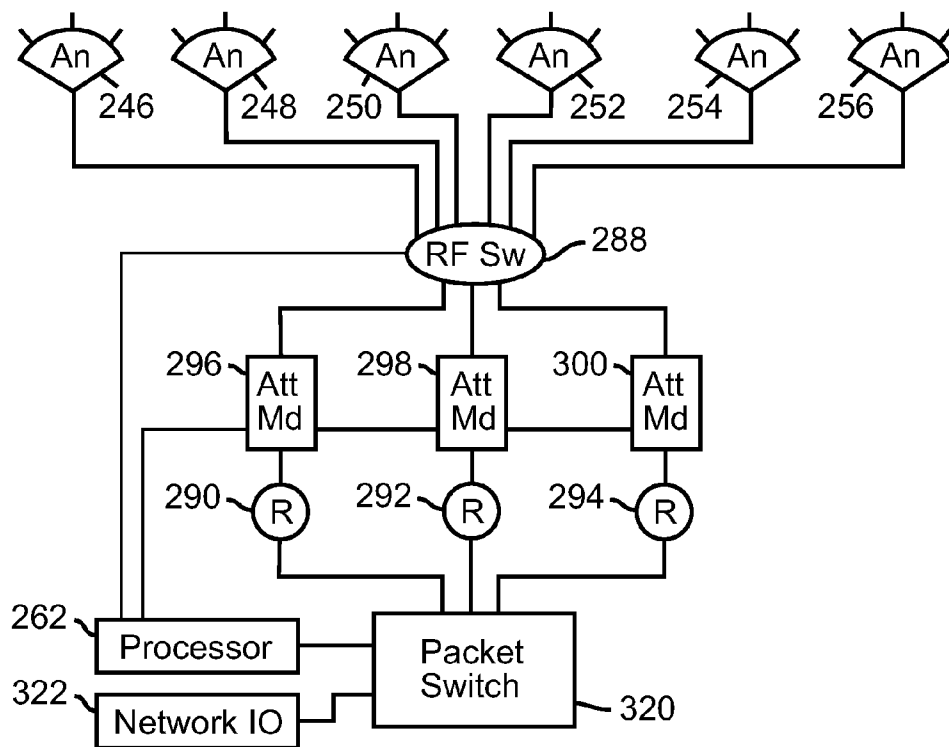 An An An An An An
246 248 250 252 254 256
RF Sw 288
296 298 300
Att Att Att
Md Md Md
290 292 294
R R R
262
Processor
Packet
Switch
322
320
Network IO